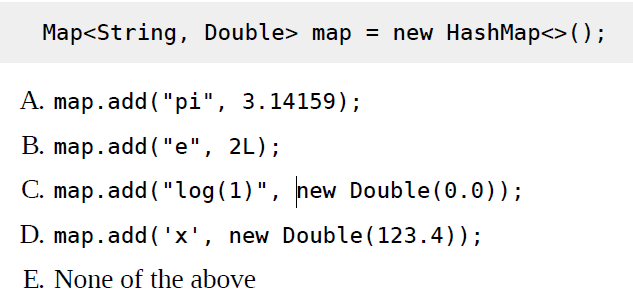 Map<String, Double> map = new HashMap<>();
A. map.add("pi", 3.14159);
B. map.add("e", 2L);
C. map.add("log(1)", new Double(0.0));
D. map.add('x', new Double(123.4));
E. None of the above